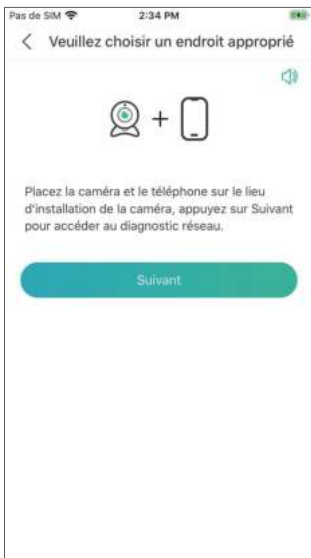 Pas de SIM 2:34 PM
Veuillez choisir un endroit approprié
Placez la caméra et le téléphone sur le lieu
d'installation de la caméra, appuyez sur Suivant
pour accéder au diagnostic réseau.
Suivant